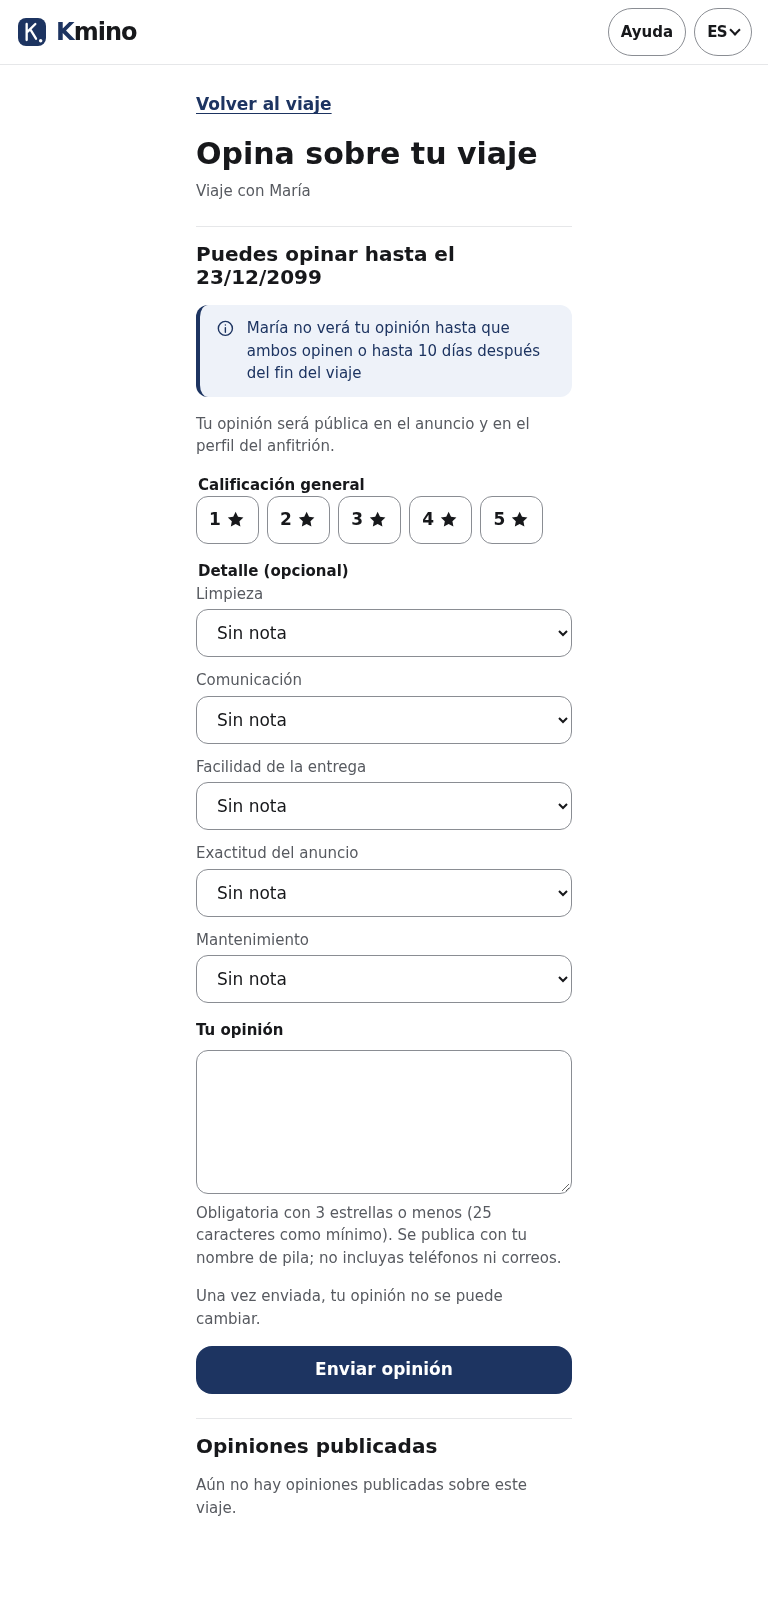 K. Kmino
Ayuda
ES
Volver al viaje
Opina sobre tu viaje
Viaje con María
Puedes opinar hasta el
23/12/2099
María no verá tu opinión hasta que
ambos opinen o hasta 10 días después
del fin del viaje
Tu opinión será pública en el anuncio y en el
perfil del anfitrión.
Calificación general
1 ★ 2 ★ 3 ★ 4 ★ 5 ★
Detalle (opcional)
Limpieza
Sin nota
Comunicación
Sin nota
Facilidad de la entrega
Sin nota
Exactitud del anuncio
Sin nota
Mantenimiento
Sin nota
Tu opinión
Obligatoria con 3 estrellas o menos (25
caracteres como mínimo). Se publica con tu
nombre de pila; no incluyas teléfonos ni correos.
Una vez enviada, tu opinión no se puede
cambiar.
Enviar opinión
Opiniones publicadas
Aún no hay opiniones publicadas sobre este
viaje.